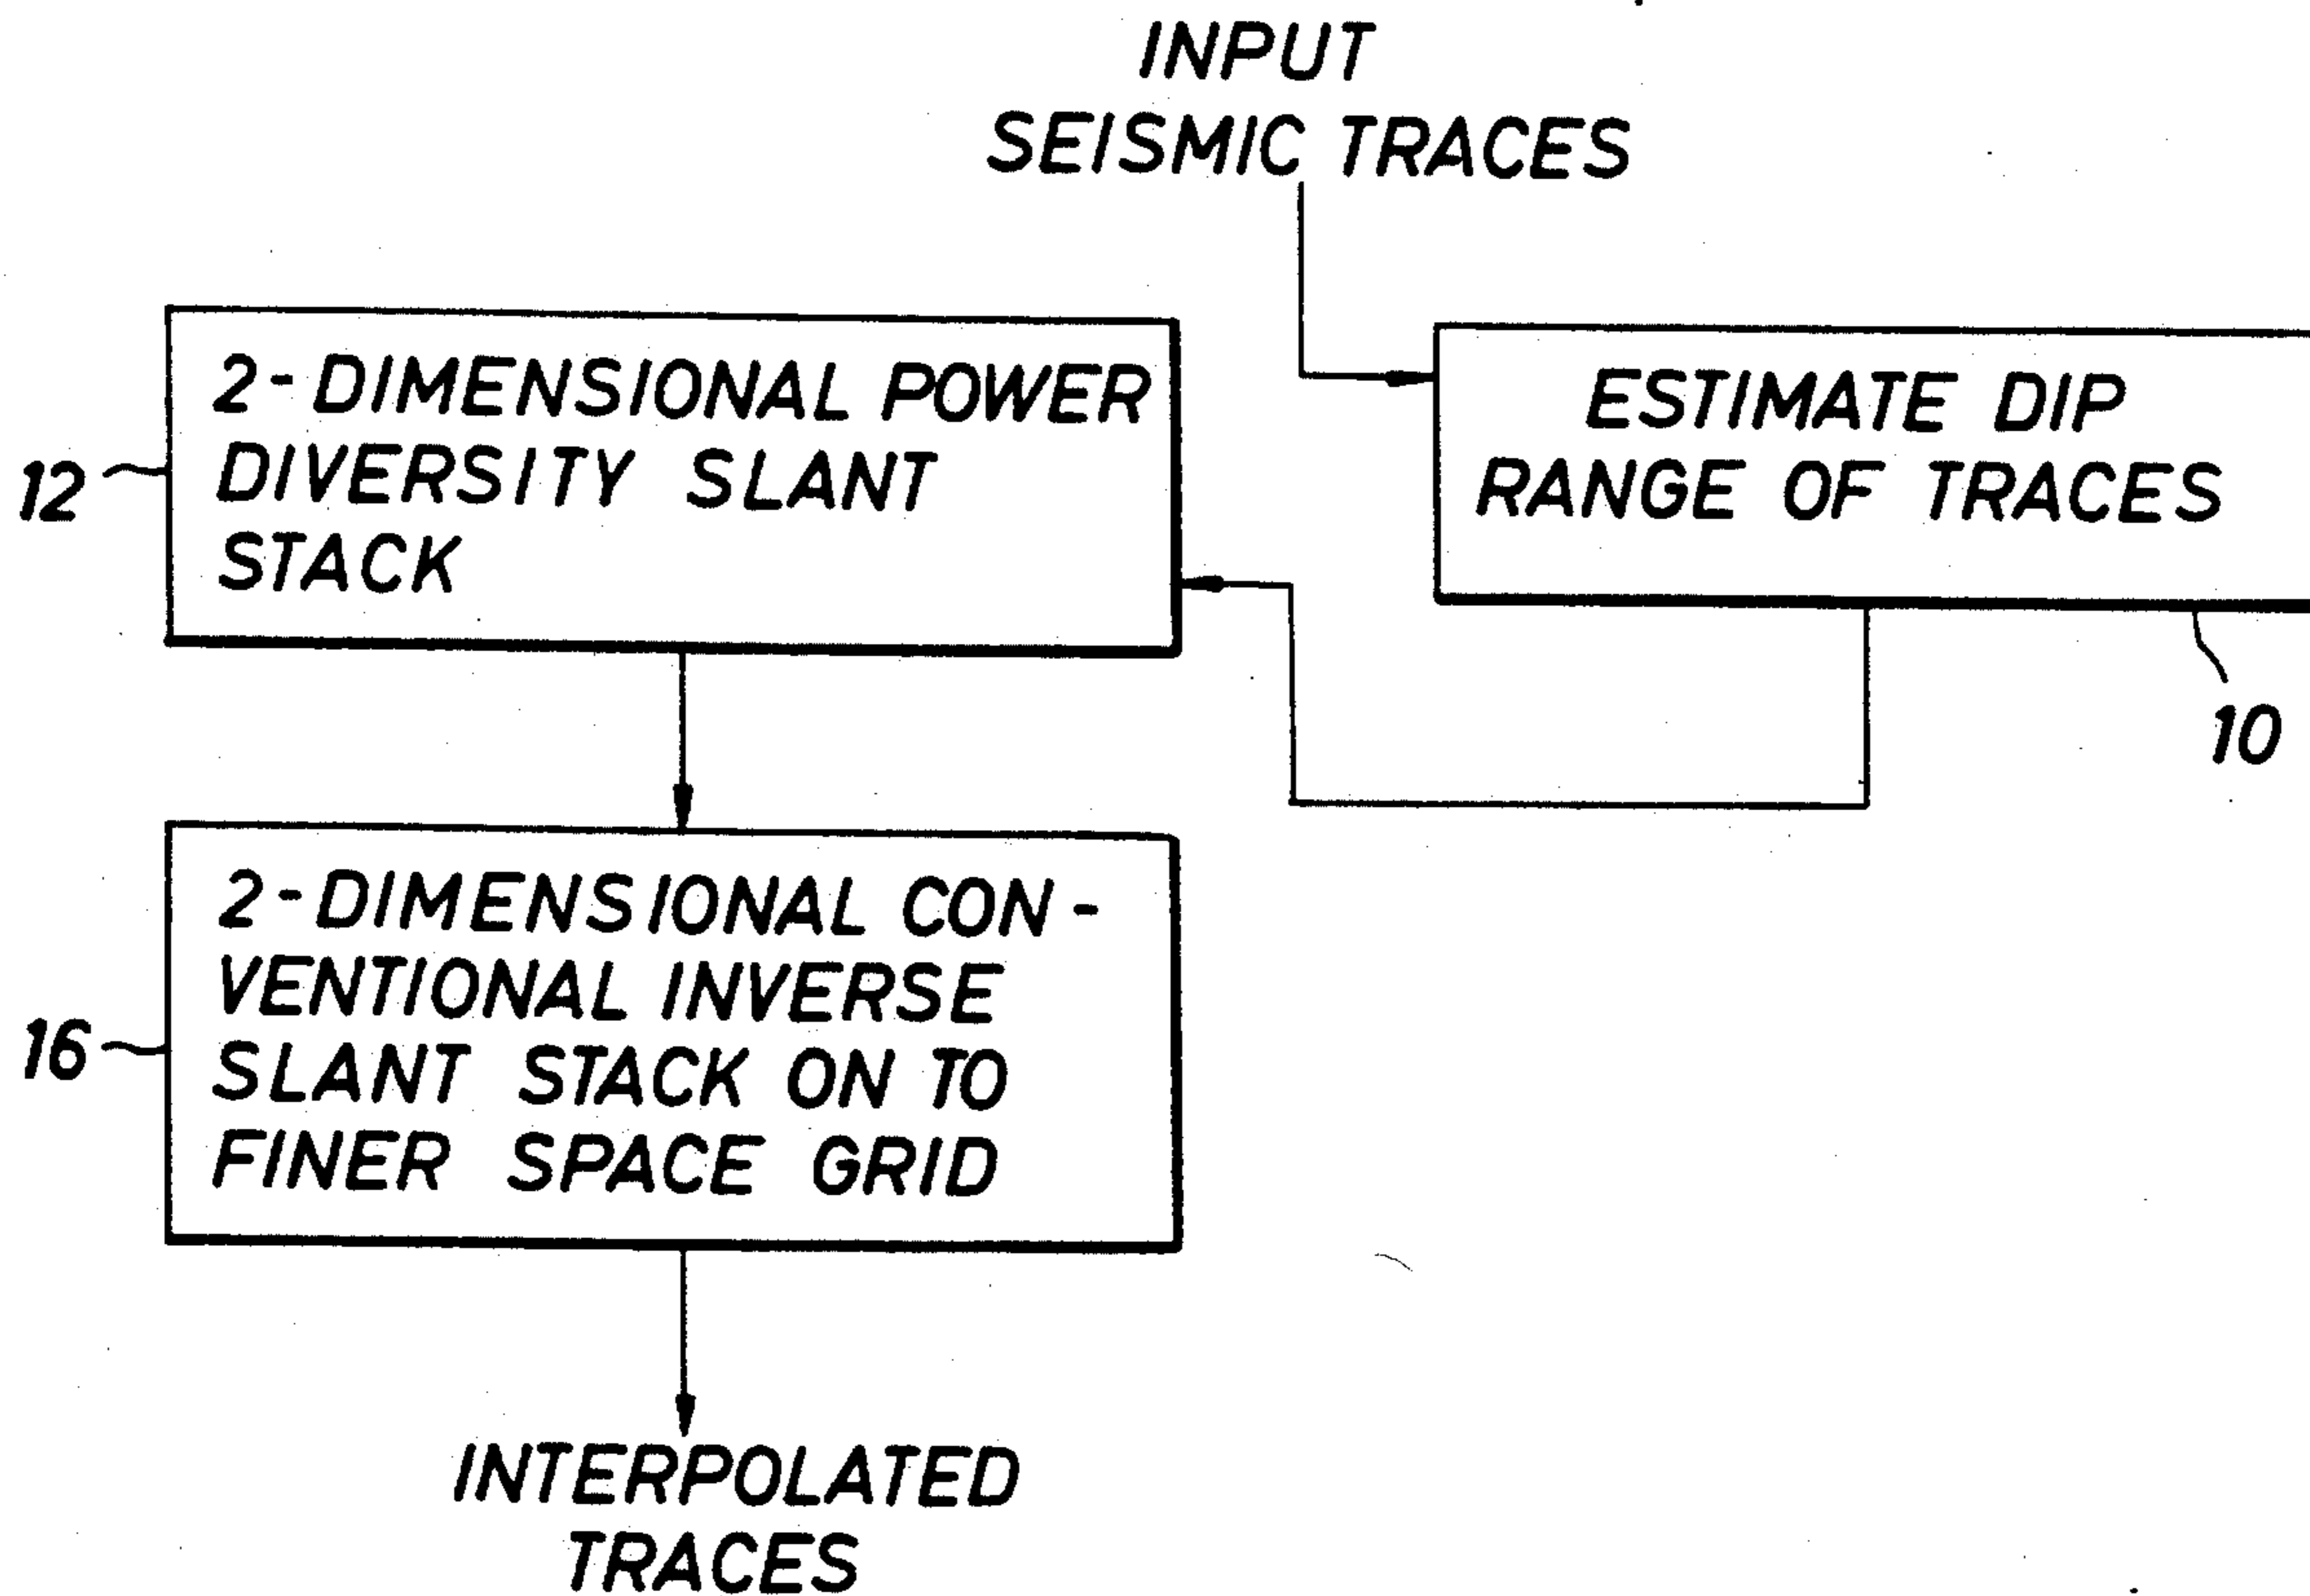 INPUT
SEISMIC TRACES
ESTIMATE DIP
RANGE OF TRACES
10
2-DIMENSIONAL POWER
DIVERSITY SLANT
STACK
12
2-DIMENSIONAL CON-
VENTIONAL INVERSE
SLANT STACK ON TO
FINER SPACE GRID
16
INTERPOLATED
TRACES